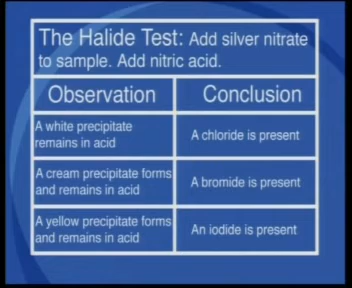 The Halide Test: Add silver nitrate
to sample. Add nitric acid.
Observation
Conclusion
A white precipitate
remains in acid
A chloride is present
A cream precipitate forms
and remains in acid
A bromide is present
A yellow precipitate forms
and remains in acid
An iodide is present